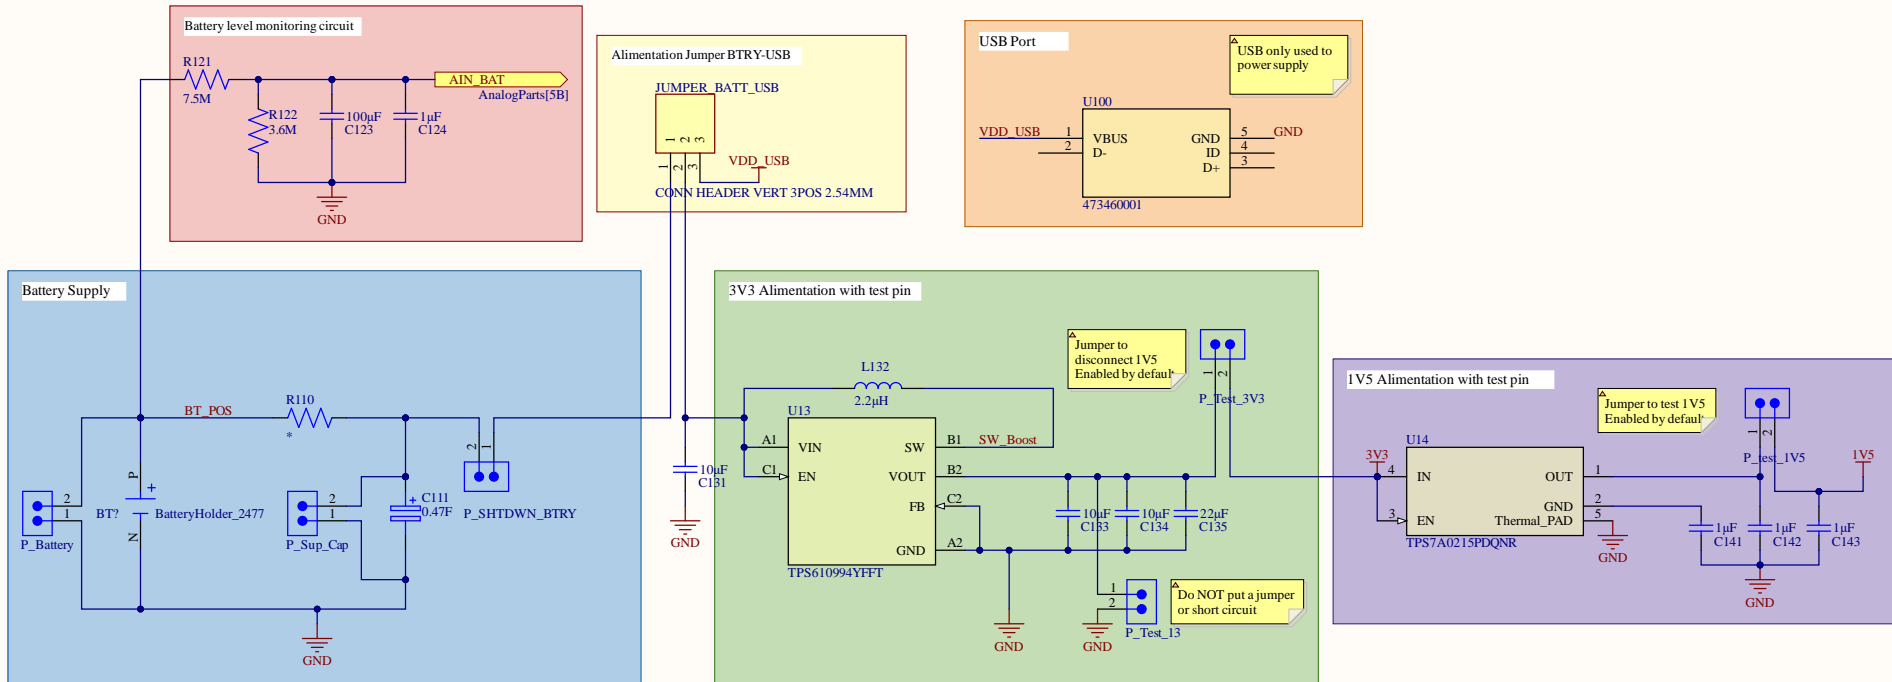 Battery level monitoring circuit
R121
7.5M
R122
3.6M
100µF
C123
1µF
C124
AIN_BAT
AnalogParts[5B]
GND
Alimentation Jumper BTRY-USB
JUMPER_BATT_USB
1
2
3
1
2
3
VDD_USB
CONN HEADER VERT 3POS 2.54MM
USB Port
USB only used to
power supply
U100
VDD_USB
1
2
VBUS
D-
GND
ID
D+
5
4
3
GND
473460001
Battery Supply
BT_POS
R110
*
2
1
P_Battery
P
+
BT?
BatteryHolder_2477
N
2
1
P_Sup_Cap
+
C111
0.47F
2
1
P_SHTDWN_BTRY
GND
3V3 Alimentation with test pin
L132
2.2µH
U13
10µF
C131
GND
A1
VIN
C1
EN
SW
B1
SW_Boost
VOUT
B2
FB
C2
GND
A2
TPS610994YFFT
Jumper to
disconnect 1V5
Enabled by defaut
1
2
P_Test_3V3
10µF
C133
10µF
C134
22µF
C135
GND
1
2
GND
P_Test_13
Do NOT put a jumper
or short circuit
1V5 Alimentation with test pin
Jumper to test 1V5
Enabled by defaut
U14
3V3
4
IN
3
EN
OUT
1
GND
2
Thermal_PAD
5
TPS7A0215PDQNR
GND
1
2
P_test_1V5
1V5
1µF
C141
1µF
C142
1µF
C143
GND